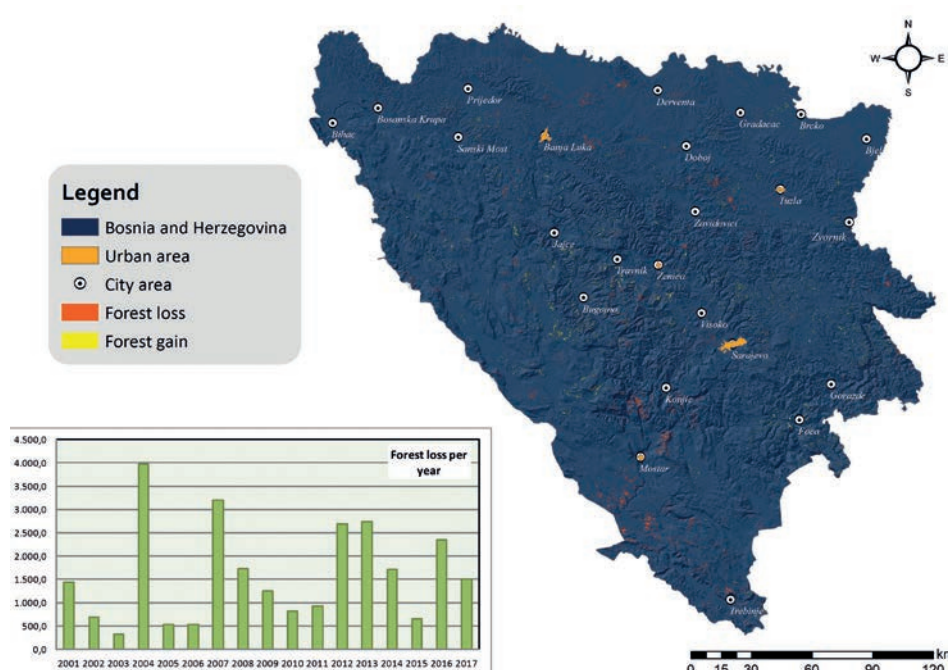 N
W E
S
Prijedor
Derventa
Bosanska Krupa
Gradacac
Brcko
Bihac
Sanski Most
Banja Luka
Doboj
Bjel
Tuzla
Zavidovici
Zvornik
Jajce
Travnik
Zenica
Bugojno
Visoko
Sarajevo
Konjic
Gorazde
Foca
Mostar
Trebinje
Legend
Bosnia and Herzegovina
Urban area
City area
Forest loss
Forest gain
Forest loss per
year
4.500,0
4.000,0
3.500,0
3.000,0
2.500,0
2.000,0
1.500,0
1.000,0
500,0
0,0
2001 2002 2003 2004 2005 2006 2007 2008 2009 2010 2011 2012 2013 2014 2015 2016 2017
km
0 15 30 60 90 120